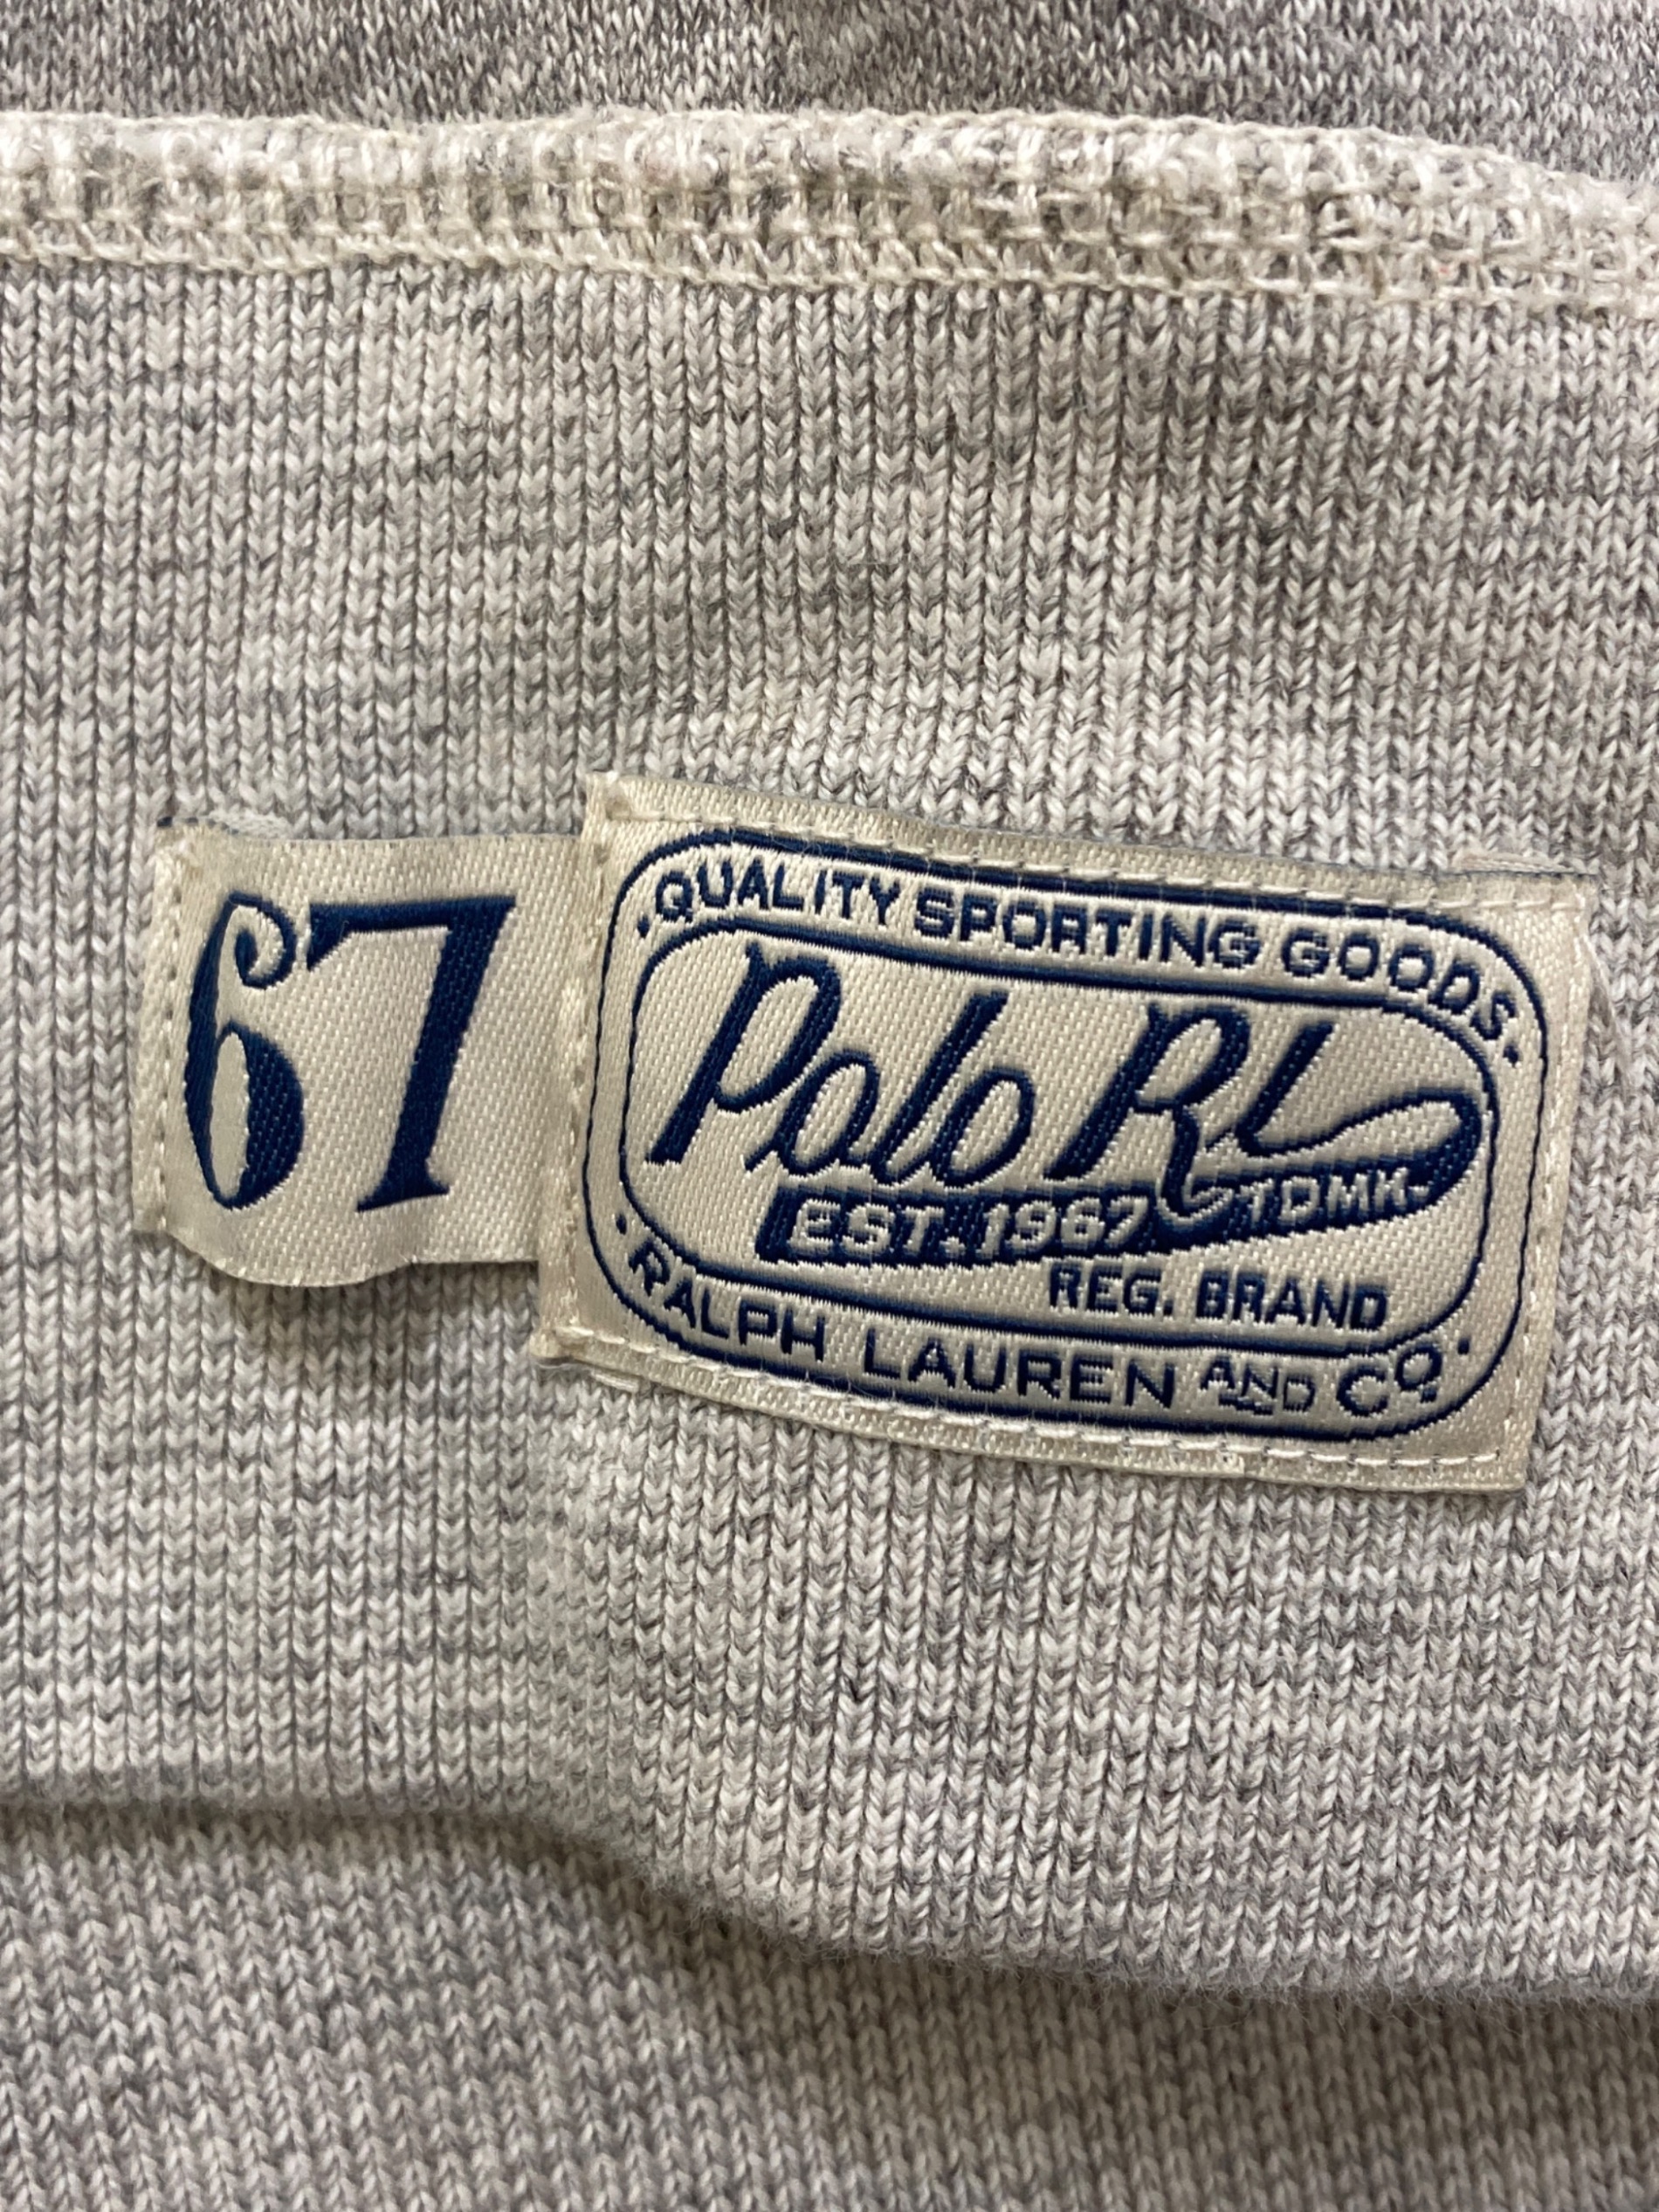 67
·QUALITY SPORTING GOODS·
Polo RL
EST. 1967 TDMK.
REG. BRAND
·RALPH LAUREN AND CO·